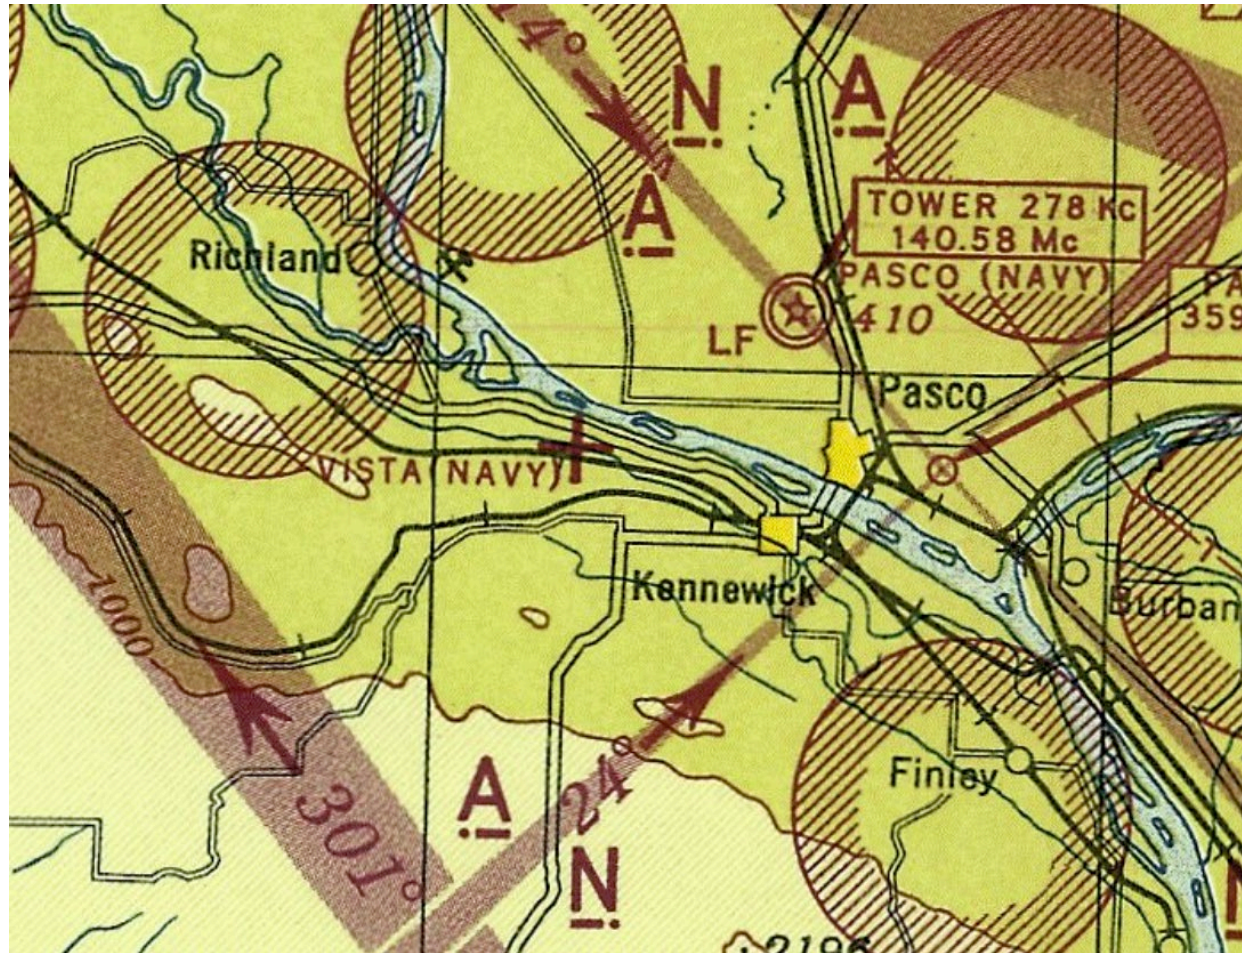 14°
N
A
A
TOWER 278 Kc
140.58 Mc
PASCO (NAVY)
410
LF
PA
359
Richland
Pasco
VISTA (NAVY)
Kennewick
Burban
1000
Finley
301°
24°
A
N
N
2196